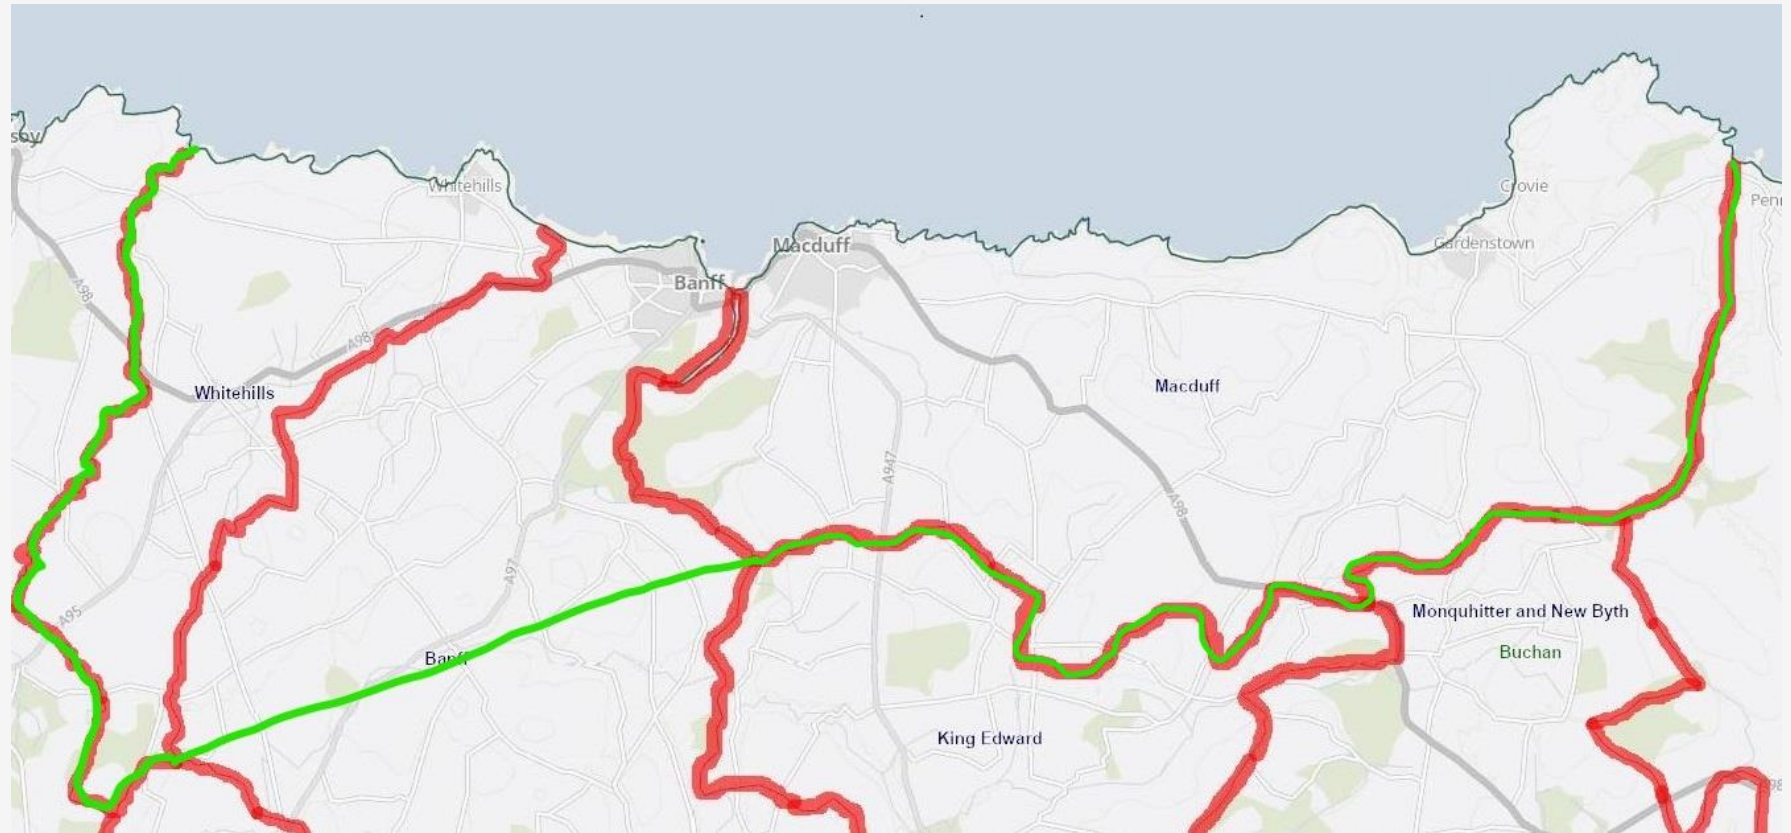 Whitehills
Crovie
Gardenstown
Macduff
Banff
A98
A98
Whitehills
Macduff
A947
A98
A97
A95
Monquhitter and New Byth
Buchan
Banff
King Edward